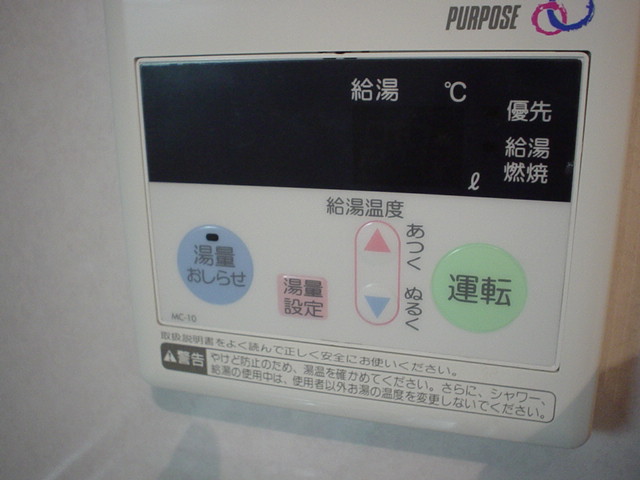 PURPOSE
給湯 ℃
優先
給湯
燃焼
ℓ
給湯温度
湯量
おしらせ
湯量
設定
あつく
ぬるく
運転
MC-10
取扱説明書をよく読んで正しく安全にお使いください。
警告 やけど防止のため、湯温を確かめてください。さらに、シャワー、
給湯の使用中は、使用者以外お湯の温度を変更しないでください。